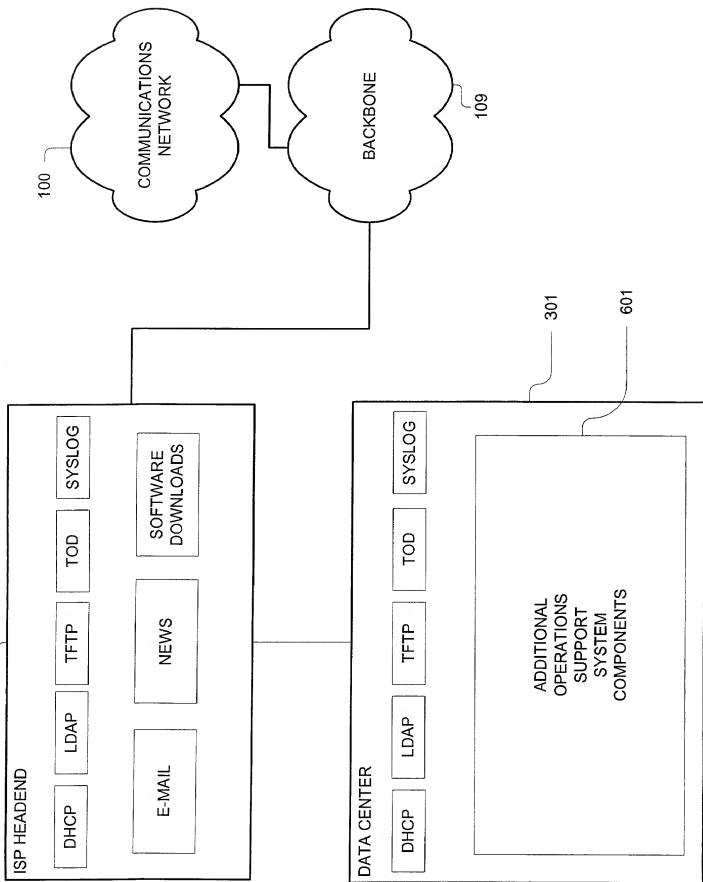 ISP HEADEND
DHCP
LDAP
TFTP
TOD
SYSLOG
E-MAIL
NEWS
SOFTWARE
DOWNLOADS
100
COMMUNICATIONS
NETWORK
BACKBONE
109
DATA CENTER
DHCP
LDAP
TFTP
TOD
SYSLOG
301
601
ADDITIONAL
OPERATIONS
SUPPORT
SYSTEM
COMPONENTS